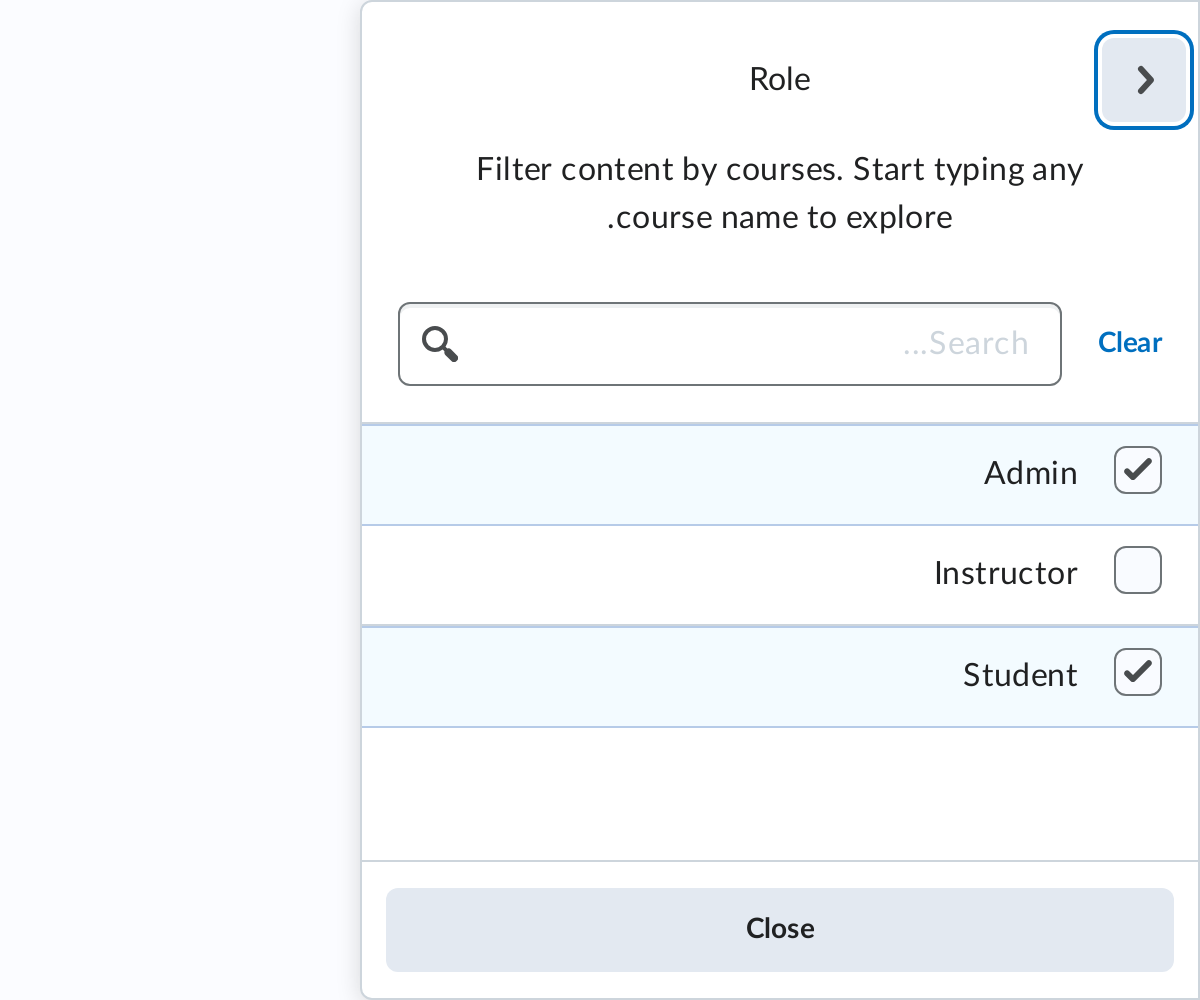 Role
Filter content by courses. Start typing any
.course name to explore
...Search
Clear
Admin
Instructor
Student
Close